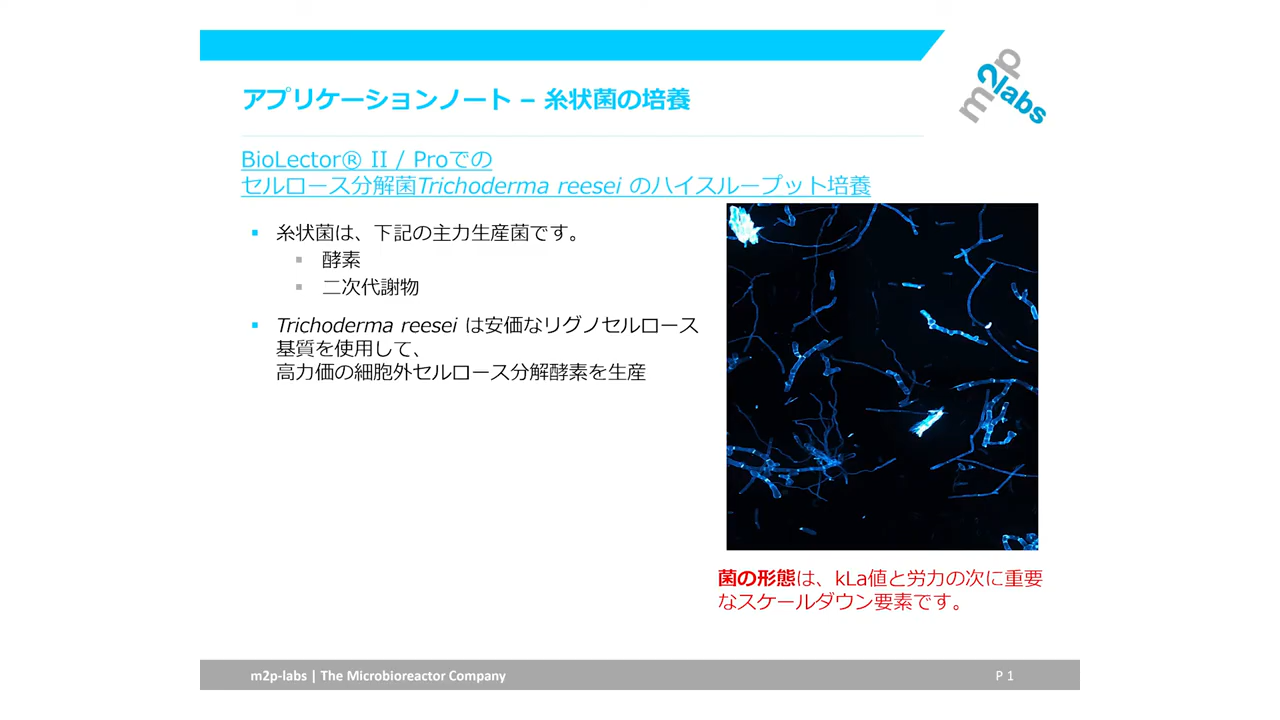 m2p-labs
アプリケーションノート – 糸状菌の培養
BioLector® II / Proでの
セルロース分解菌Trichoderma reesei のハイスループット培養
▪ 糸状菌は、下記の主力生産菌です。
▪ 酵素
▪ 二次代謝物
▪ Trichoderma reesei は安価なリグノセルロース
基質を使用して、
高力価の細胞外セルロース分解酵素を生産
菌の形態は、kLa値と労力の次に重要
なスケールダウン要素です。
m2p-labs | The Microbioreactor Company
P 1